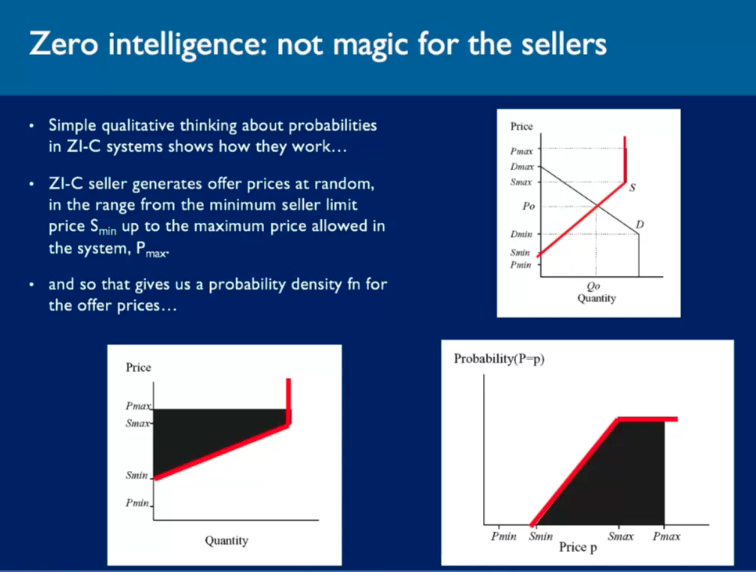 Zero intelligence: not magic for the sellers
• Simple qualitative thinking about probabilities
in ZI-C systems shows how they work…
• ZI-C seller generates offer prices at random,
in the range from the minimum seller limit
price Smin up to the maximum price allowed in
the system, Pmax.
• and so that gives us a probability density fn for
the offer prices…
Price
Pmax
Dmax
Smax
S
Po
D
Dmin
Smin
Pmin
Qo
Quantity
Price
Pmax
Smax
Smin
Pmin
Quantity
Probability(P=p)
Pmin Smin Smax Pmax
Price p